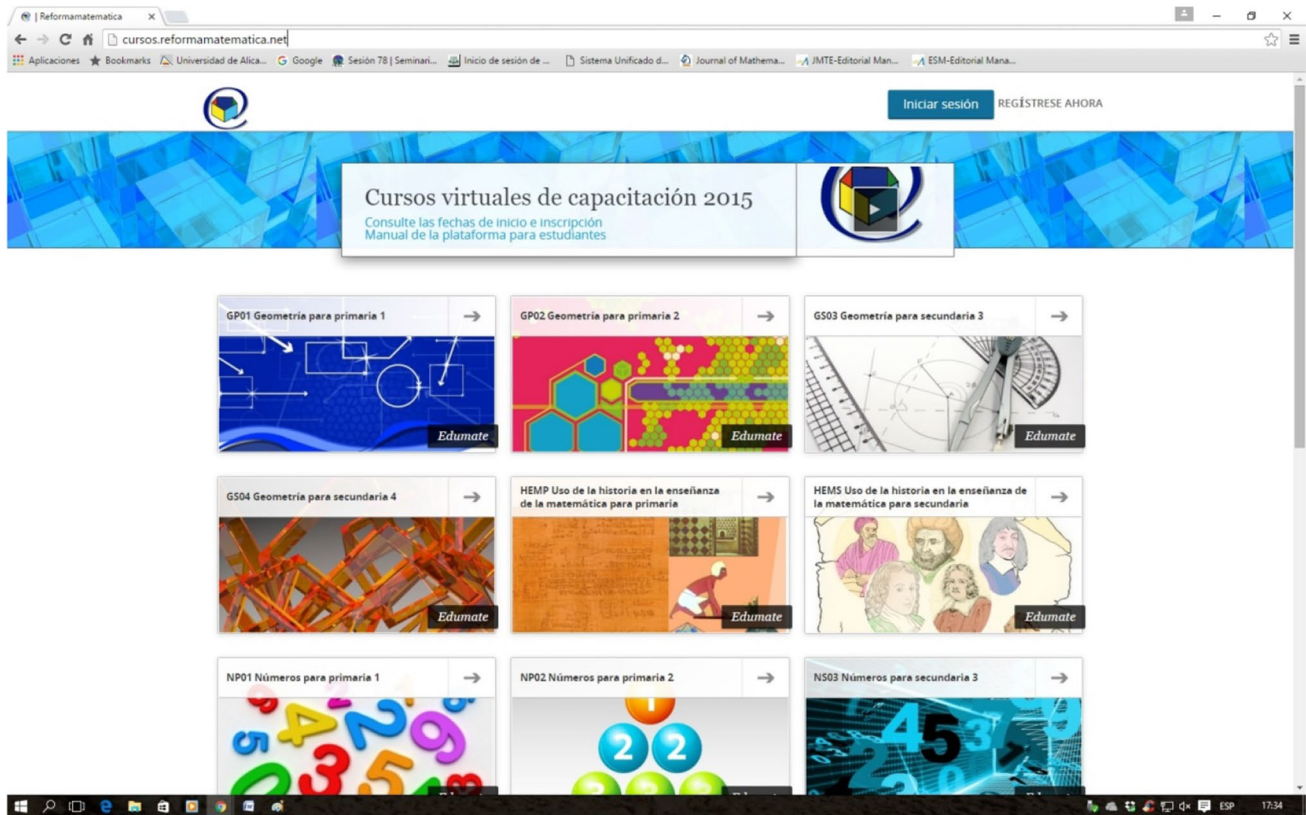 | Reformamatematica
cursos.reformamatematica.net
Aplicaciones Bookmarks Universidad de Alica... Google Sesión 78 | Seminari... Inicio de sesión de ... Sistema Unificado d... Journal of Mathema... JMTE-Editorial Man... ESM-Editorial Mana...
Iniciar sesión REGÍSTRESE AHORA
Cursos virtuales de capacitación 2015
Consulte las fechas de inicio e inscripción
Manual de la plataforma para estudiantes
GP01 Geometría para primaria 1
Edumate
GP02 Geometría para primaria 2
Edumate
GS03 Geometría para secundaria 3
Edumate
GS04 Geometría para secundaria 4
Edumate
HEMP Uso de la historia en la enseñanza
de la matemática para primaria
Edumate
HEMS Uso de la historia en la enseñanza de
la matemática para secundaria
Edumate
NP01 Números para primaria 1
NP02 Números para primaria 2
1
2 2
NS03 Números para secundaria 3
453
ESP 17:34